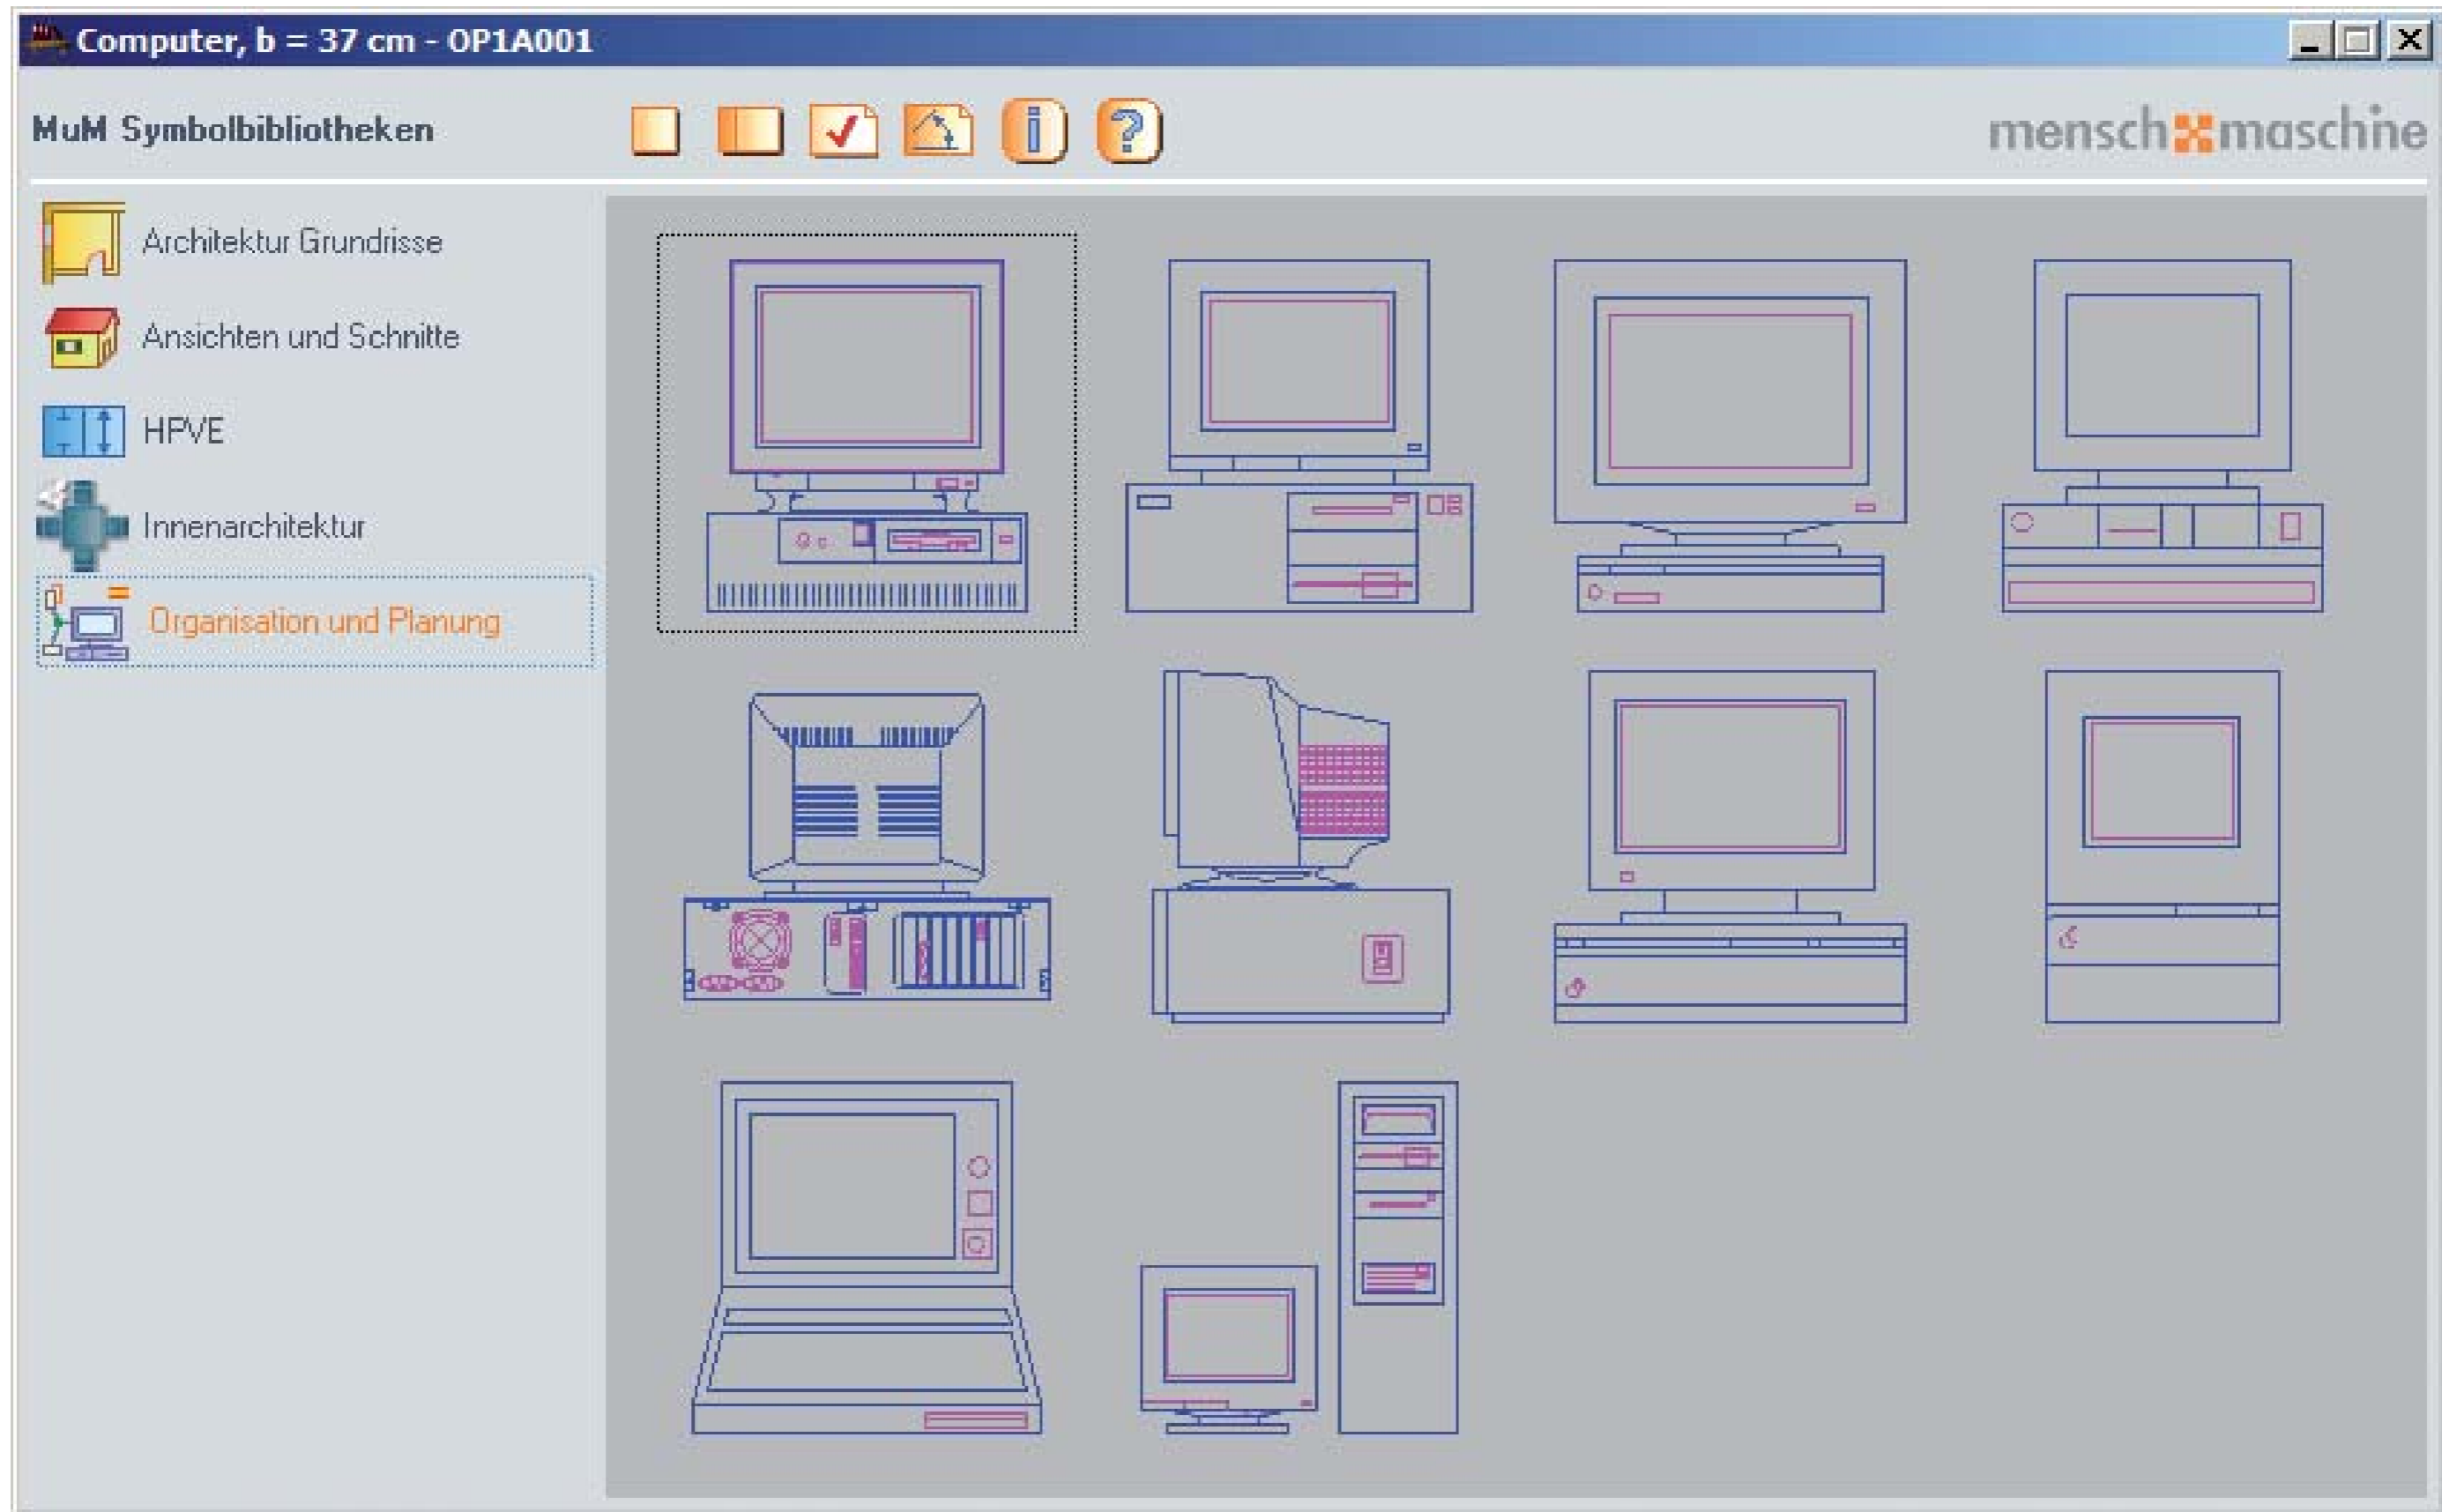 Computer, b = 37 cm - OP1A001
MuM Symbolbibliotheken
mensch maschine
Architektur Grundrisse
Ansichten und Schnitte
HPVE
Innenarchitektur
Organisation und Planung